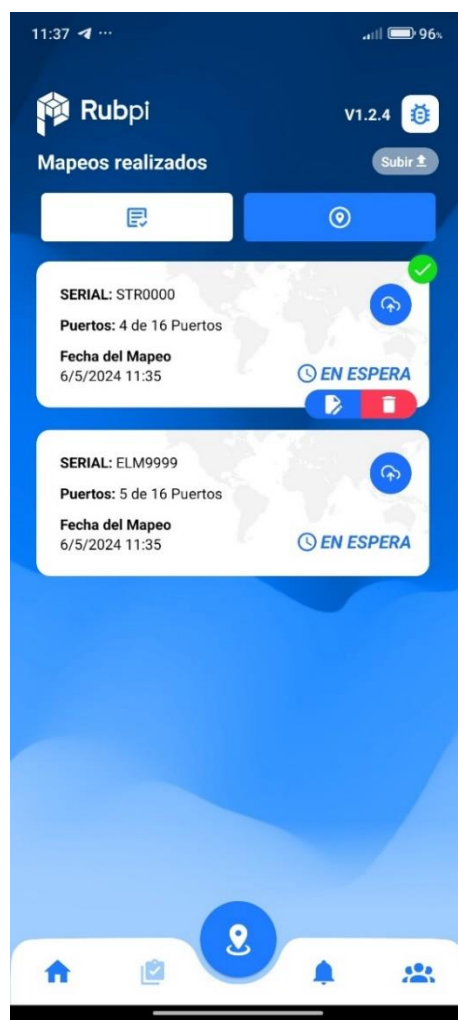 11:37 ··· 96%
Rubpi V1.2.4
Mapeos realizados Subir
SERIAL: STR0000
Puertos: 4 de 16 Puertos
Fecha del Mapeo
6/5/2024 11:35 EN ESPERA
SERIAL: ELM9999
Puertos: 5 de 16 Puertos
Fecha del Mapeo
6/5/2024 11:35 EN ESPERA